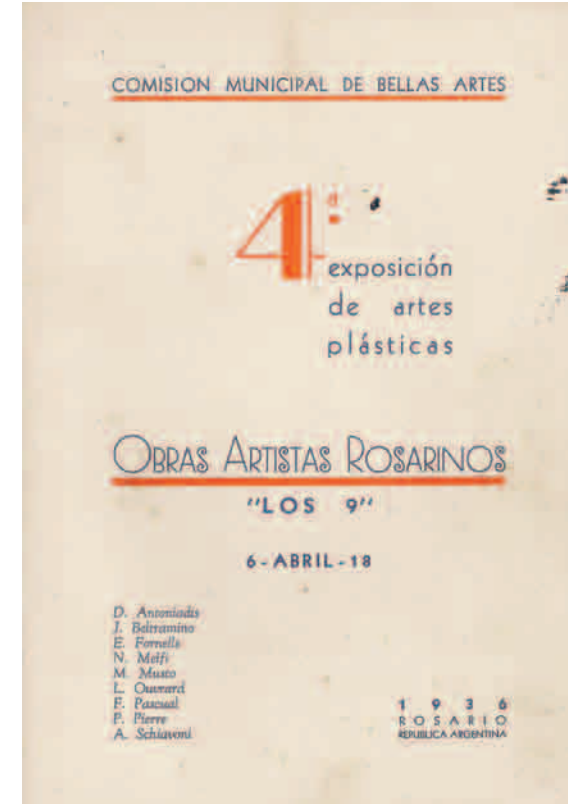 COMISION MUNICIPAL DE BELLAS ARTES
4ª
exposición
de artes
plásticas
OBRAS ARTISTAS ROSARINOS
"LOS 9"
6 - ABRIL - 18
D. Antoniadis
J. Beltramino
E. Fornells
N. Melfi
M. Musto
L. Ouvrard
F. Pascual
P. Pierre
A. Schiavoni
1 9 3 6
ROSARIO
REPUBLICA ARGENTINA